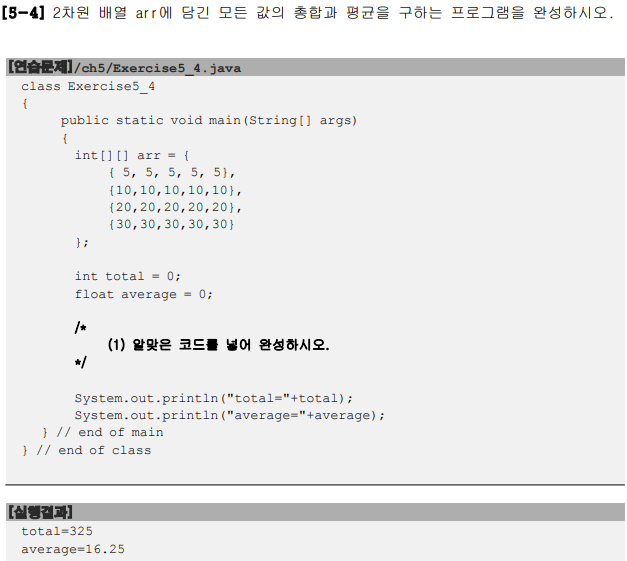 [5-4] 2차원 배열 arr에 담긴 모든 값의 총합과 평균을 구하는 프로그램을 완성하시오.
[연습문제]/ch5/Exercise5_4.java
class Exercise5_4
{
public static void main(String[] args)
{
int[][] arr = {
{ 5, 5, 5, 5, 5},
{10,10,10,10,10},
{20,20,20,20,20},
{30,30,30,30,30}
};
int total = 0;
float average = 0;
/*
(1) 알맞은 코드를 넣어 완성하시오.
*/
System.out.println("total="+total);
System.out.println("average="+average);
} // end of main
} // end of class
[실행결과]
total=325
average=16.25